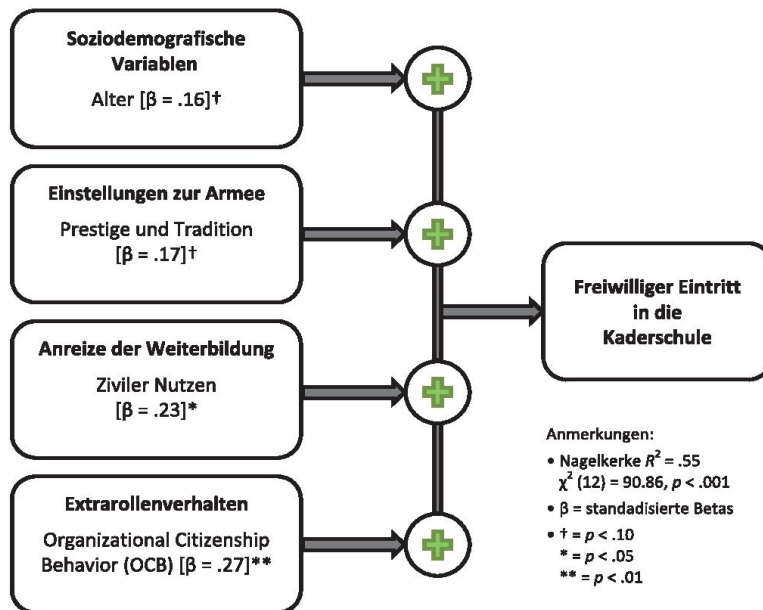 Soziodemografische
Variablen
Alter [β = .16]†
Einstellungen zur Armee
Prestige und Tradition
[β = .17]†
Anreize der Weiterbildung
Ziviler Nutzen
[β = .23]*
Extrarollenverhalten
Organizational Citizenship
Behavior (OCB) [β = .27]**
Freiwilliger Eintritt
in die
Kaderschule
Anmerkungen:
• Nagelkerke R² = .55
χ² (12) = 90.86, p < .001
• β = standadisierte Betas
• † = p < .10
* = p < .05
** = p < .01